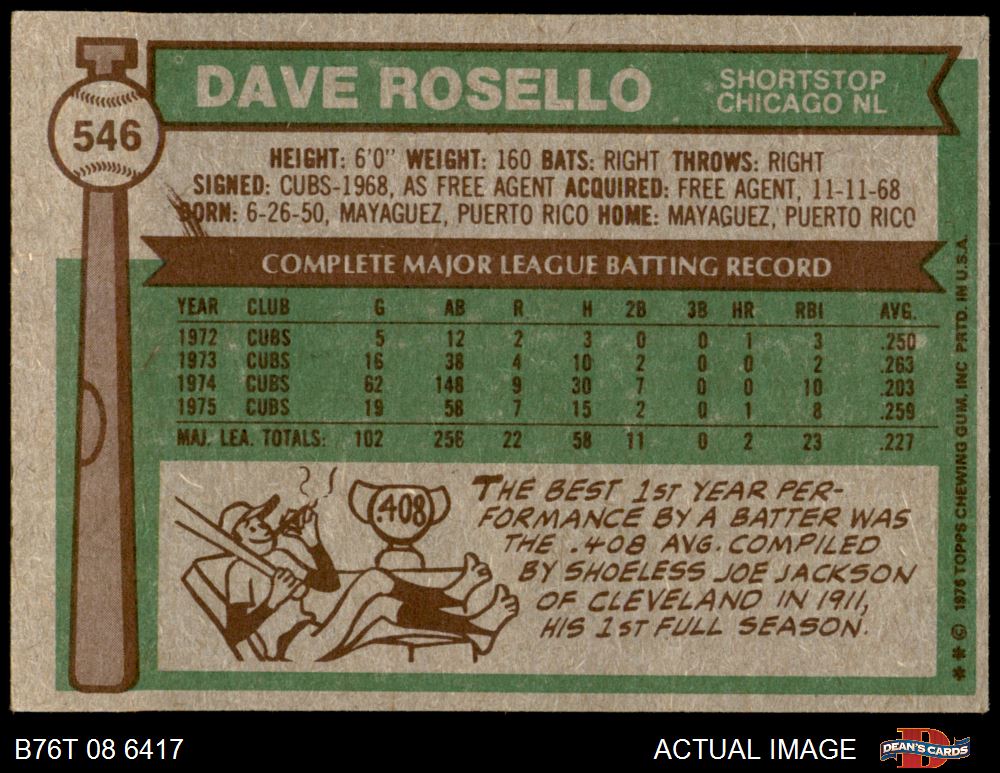 546
DAVE ROSELLO
SHORTSTOP
CHICAGO NL
HEIGHT: 6'0" WEIGHT: 160 BATS: RIGHT THROWS: RIGHT
SIGNED: CUBS-1968, AS FREE AGENT ACQUIRED: FREE AGENT, 11-11-68
BORN: 6-26-50, MAYAGUEZ, PUERTO RICO HOME: MAYAGUEZ, PUERTO RICO
COMPLETE MAJOR LEAGUE BATTING RECORD
YEAR CLUB G AB R H 2B 3B HR RBI AVG.
1972 CUBS 5 12 2 3 0 0 1 3 .250
1973 CUBS 16 38 4 10 2 0 0 2 .263
1974 CUBS 62 148 9 30 7 0 0 10 .203
1975 CUBS 19 58 7 15 2 0 1 8 .259
MAJ. LEA. TOTALS: 102 256 22 58 11 0 2 23 .227
.408
THE BEST 1ST YEAR PER-
FORMANCE BY A BATTER WAS
THE .408 AVG. COMPILED
BY SHOELESS JOE JACKSON
OF CLEVELAND IN 1911,
HIS 1ST FULL SEASON.
* * © 1976 TOPPS CHEWING GUM, INC PRTD. IN U.S.A.
B76T 08 6417
ACTUAL IMAGE
B
DEAN'S CARDS